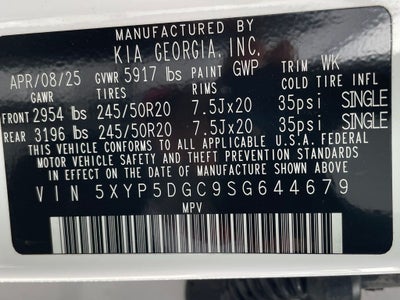 MANUFACTURED BY
KIA GEORGIA, INC.
APR/08/25 GVWR 5917 lbs PAINT GWP TRIM WK
GAWR TIRES RIMS COLD TIRE INFL
FRONT 2954 lbs 245/50R20 7.5Jx20 35psi SINGLE
REAR 3196 lbs 245/50R20 7.5Jx20 35psi SINGLE
THIS VEHICLE CONFORMS TO ALL APPLICABLE U.S.A. FEDERAL
MOTOR VEHICLE SAFETY AND THEFT PREVENTION STANDARDS
IN EFFECT ON THE DATE OF MANUFACTURE SHOWN ABOVE.
VIN 5XYP5DGC9SG644679
MPV